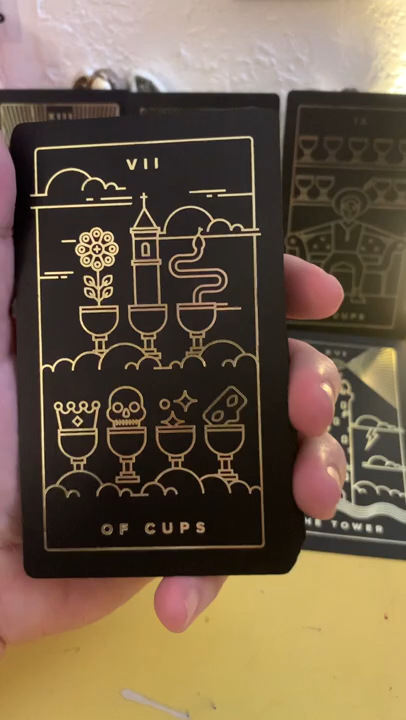 VII
OF CUPS
IX
CUPS
THE TOWER